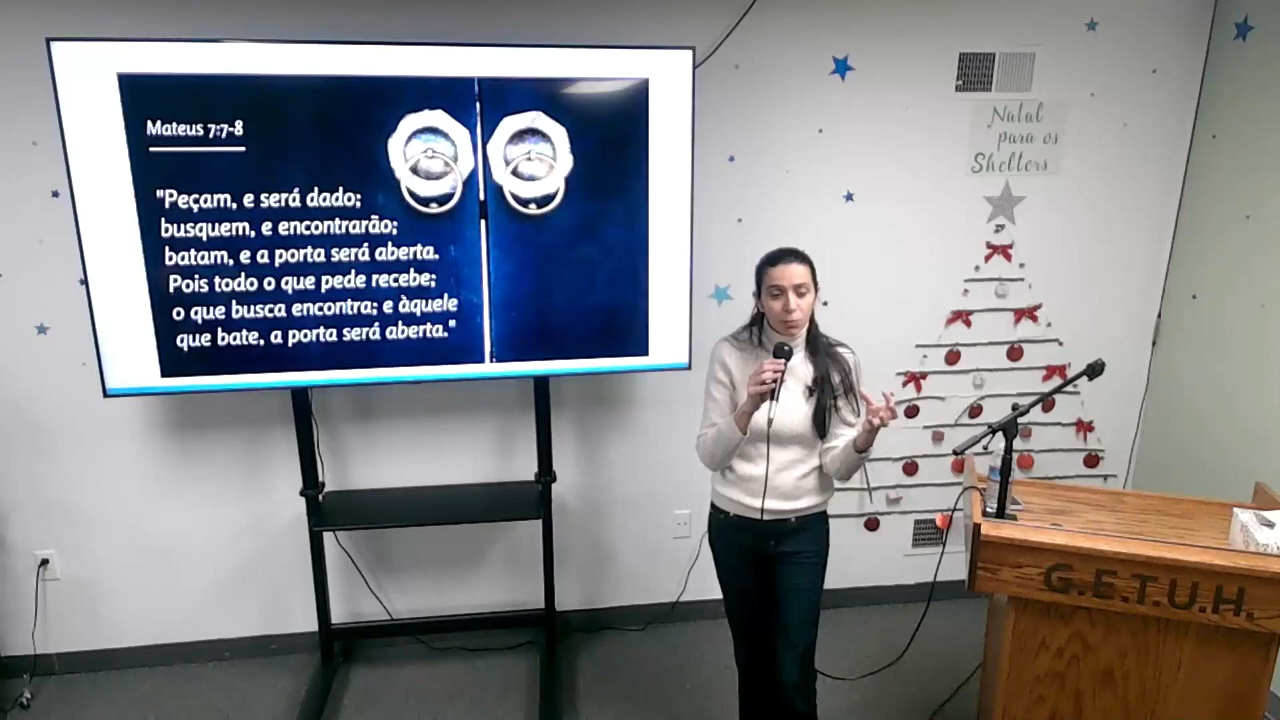 Mateus 7:7-8
"Peçam, e será dado;
busquem, e encontrarão;
batam, e a porta será aberta.
Pois todo o que pede recebe;
o que busca encontra; e àquele
que bate, a porta será aberta."
Natal
para os
Shelters
G.E.T.U.H.